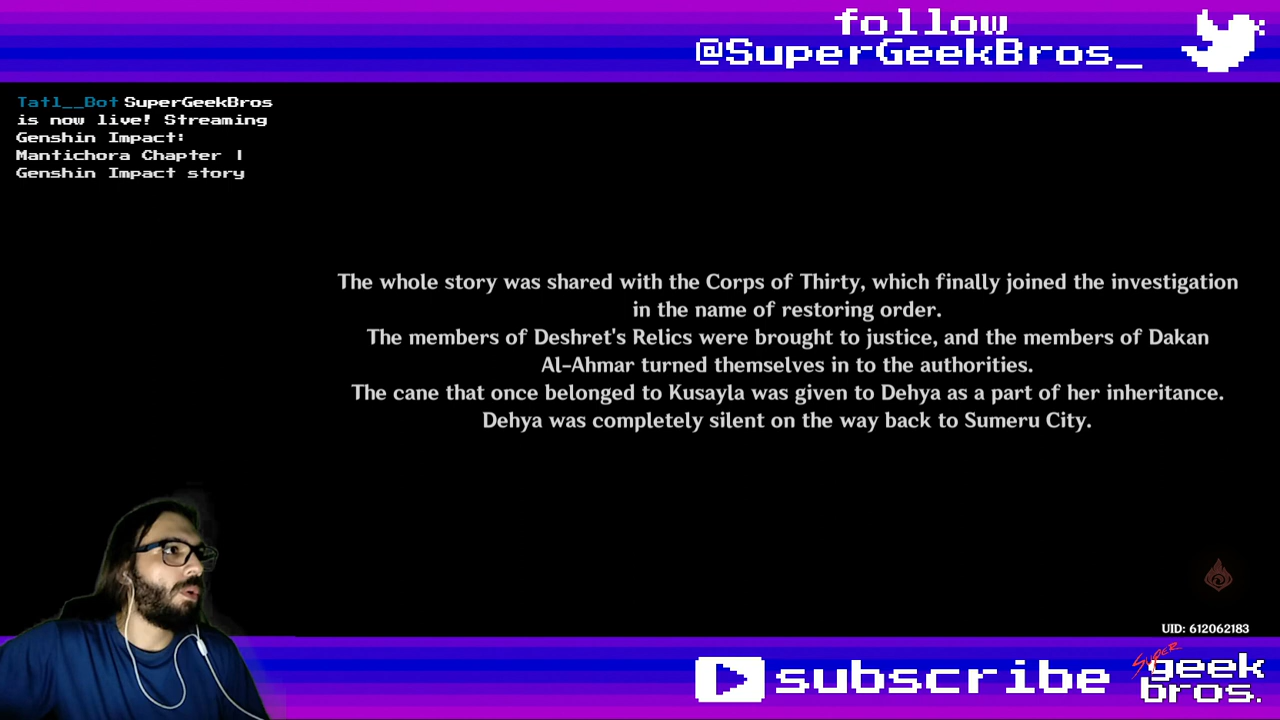 follow
@SuperGeekBros_
Tatl__Bot SuperGeekBros
is now live! Streaming
Genshin Impact:
Mantichora Chapter |
Genshin Impact story
The whole story was shared with the Corps of Thirty, which finally joined the investigation
in the name of restoring order.
The members of Deshret's Relics were brought to justice, and the members of Dakan
Al-Ahmar turned themselves in to the authorities.
The cane that once belonged to Kusayla was given to Dehya as a part of her inheritance.
Dehya was completely silent on the way back to Sumeru City.
UID: 612062183
subscribe
SUPER
geek
bros.